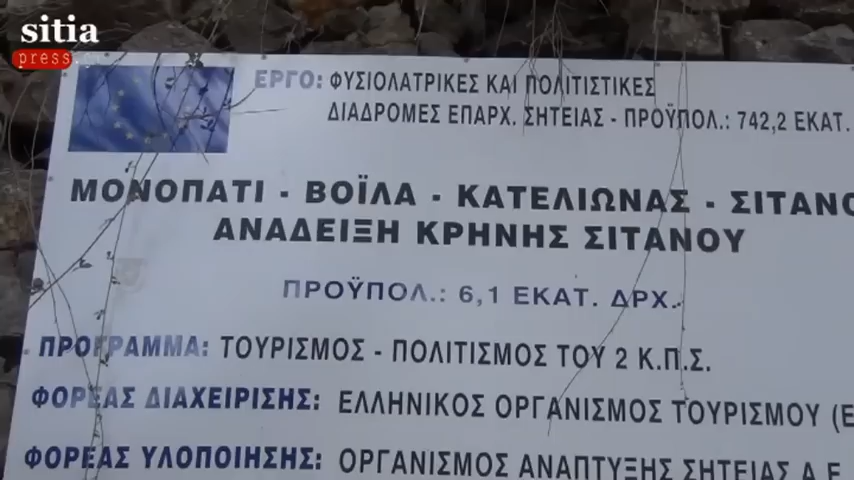 sitia
press
ΕΡΓΟ: ΦΥΣΙΟΛΑΤΡΙΚΕΣ ΚΑΙ ΠΟΛΙΤΙΣΤΙΚΕΣ
ΔΙΑΔΡΟΜΕΣ ΕΠΑΡΧ. ΣΗΤΕΙΑΣ - ΠΡΟΫΠΟΛ.: 742,2 ΕΚΑΤ.
ΜΟΝΟΠΑΤΙ - ΒΟΪΛΑ - ΚΑΤΕΛΙΩΝΑΣ - ΣΙΤΑΝΟ
ΑΝΑΔΕΙΞΗ ΚΡΗΝΗΣ ΣΙΤΑΝΟΥ
ΠΡΟΫΠΟΛ.: 6,1 ΕΚΑΤ. ΔΡΧ.
ΠΡΟΓΡΑΜΜΑ: ΤΟΥΡΙΣΜΟΣ - ΠΟΛΙΤΙΣΜΟΣ ΤΟΥ 2 Κ.Π.Σ.
ΦΟΡΕΑΣ ΔΙΑΧΕΙΡΙΣΗΣ: ΕΛΛΗΝΙΚΟΣ ΟΡΓΑΝΙΣΜΟΣ ΤΟΥΡΙΣΜΟΥ (Ε
ΦΟΡΕΑΣ ΥΛΟΠΟΙΗΣΗΣ: ΟΡΓΑΝΙΣΜΟΣ ΑΝΑΠΤΥΞΗΣ ΣΗΤΕΙΑΣ Α.Ε.